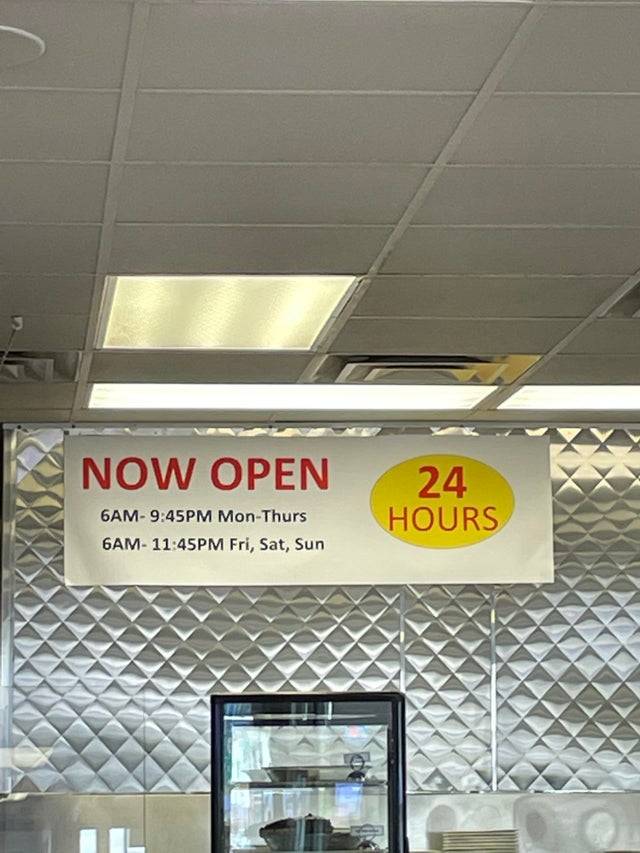 NOW OPEN
6AM- 9:45PM Mon-Thurs
6AM- 11:45PM Fri, Sat, Sun
24
HOURS